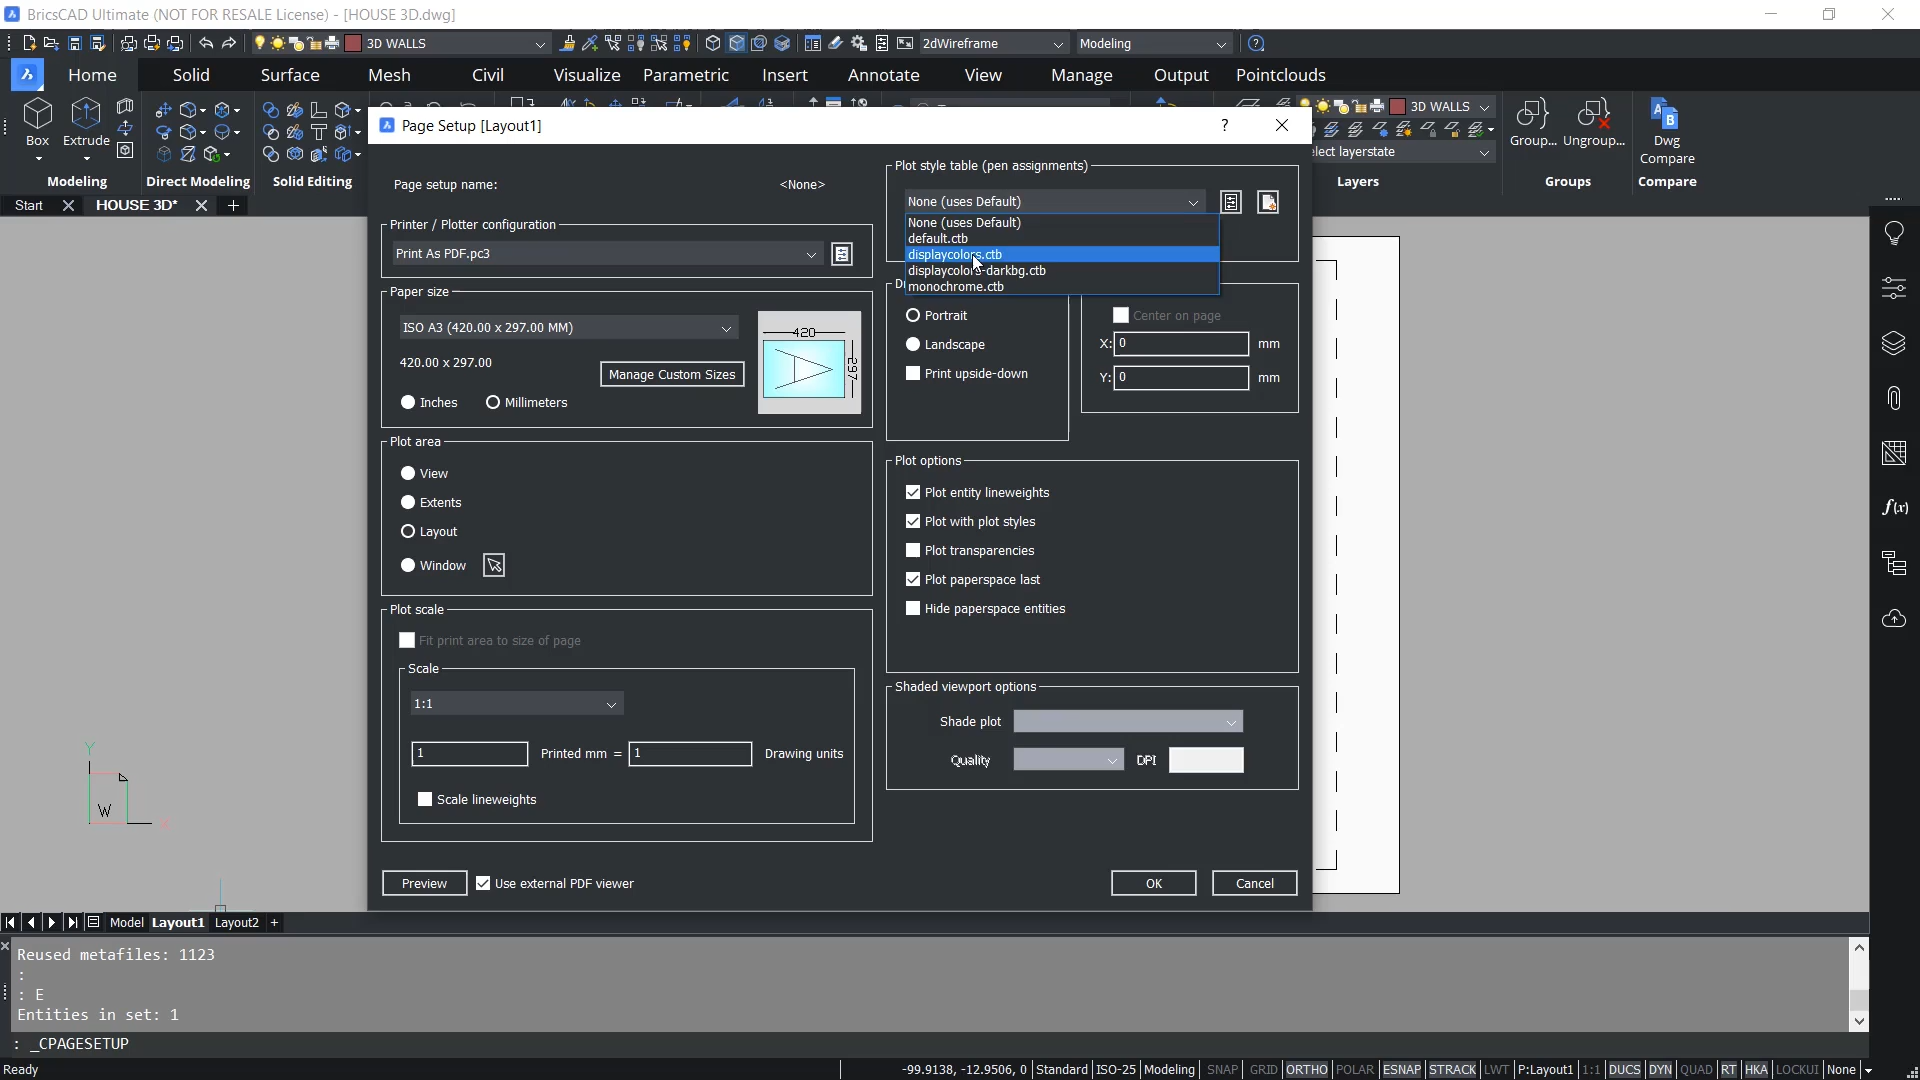 BricsCAD Ultimate (NOT FOR RESALE License) - [HOUSE 3D.dwg]
3D WALLS
2dWireframe
Modeling
Home
Solid
Surface
Mesh
Civil
Visualize
Parametric
Insert
Annotate
View
Manage
Output
Pointclouds
Box
Extrude
Modeling
Direct Modeling
Solid Editing
3D WALLS
elect layerstate
Layers
Group...
Ungroup...
Groups
Dwg
Compare
Compare
Start
HOUSE 3D*
Page Setup [Layout1]
?
Page setup name:
<None>
Printer / Plotter configuration
Print As PDF.pc3
Paper size
ISO A3 (420.00 x 297.00 MM)
420.00 x 297.00
Manage Custom Sizes
420
297
Inches
Millimeters
Plot area
View
Extents
Layout
Window
Plot scale
Fit print area to size of page
Scale
1:1
1
Printed mm =
1
Drawing units
Scale lineweights
Plot style table (pen assignments)
None (uses Default)
None (uses Default)
default.ctb
displaycolors.ctb
displaycolors-darkbg.ctb
monochrome.ctb
Portrait
Landscape
Print upside-down
Center on page
X:
0
mm
Y:
0
mm
Plot options
Plot entity lineweights
Plot with plot styles
Plot transparencies
Plot paperspace last
Hide paperspace entities
Shaded viewport options
Shade plot
Quality
DPI
Preview
Use external PDF viewer
OK
Cancel
f(x)
Y
W
X
Model
Layout1
Layout2
+
Reused metafiles: 1123
:
: E
Entities in set: 1
: _CPAGESETUP
Ready
-99.9138, -12.9506, 0
Standard
ISO-25
Modeling
SNAP
GRID
ORTHO
POLAR
ESNAP
STRACK
LWT
P:Layout1
1:1
DUCS
DYN
QUAD
RT
HKA
LOCKUI
None